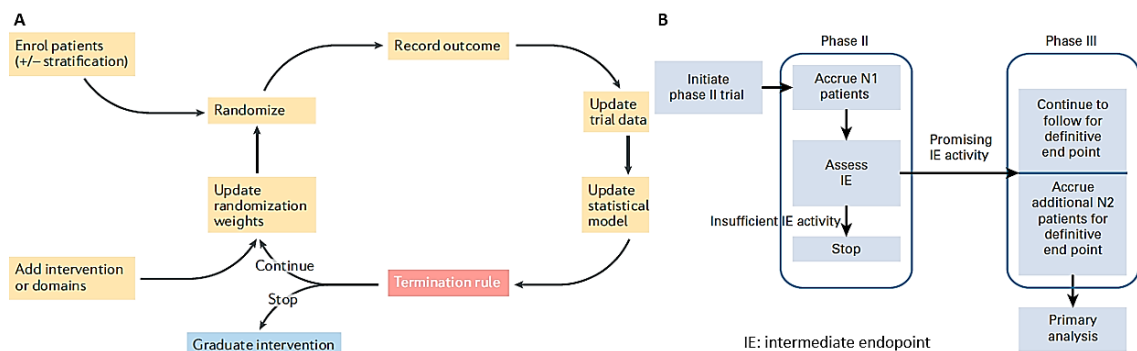 A
Enrol patients
(+/– stratification)
Record outcome
Randomize
Update
trial data
Update
randomization
weights
Update
statistical
model
Add intervention
or domains
Continue
Termination rule
Stop
Graduate intervention
B
Phase II
Phase III
Initiate
phase II trial
Accrue N1
patients
Continue to
follow for
definitive
end point
Promising
IE activity
Assess
IE
Accrue
additional N2
patients for
definitive
end point
Insufficient IE activity
Stop
Primary
analysis
IE: intermediate endpoint